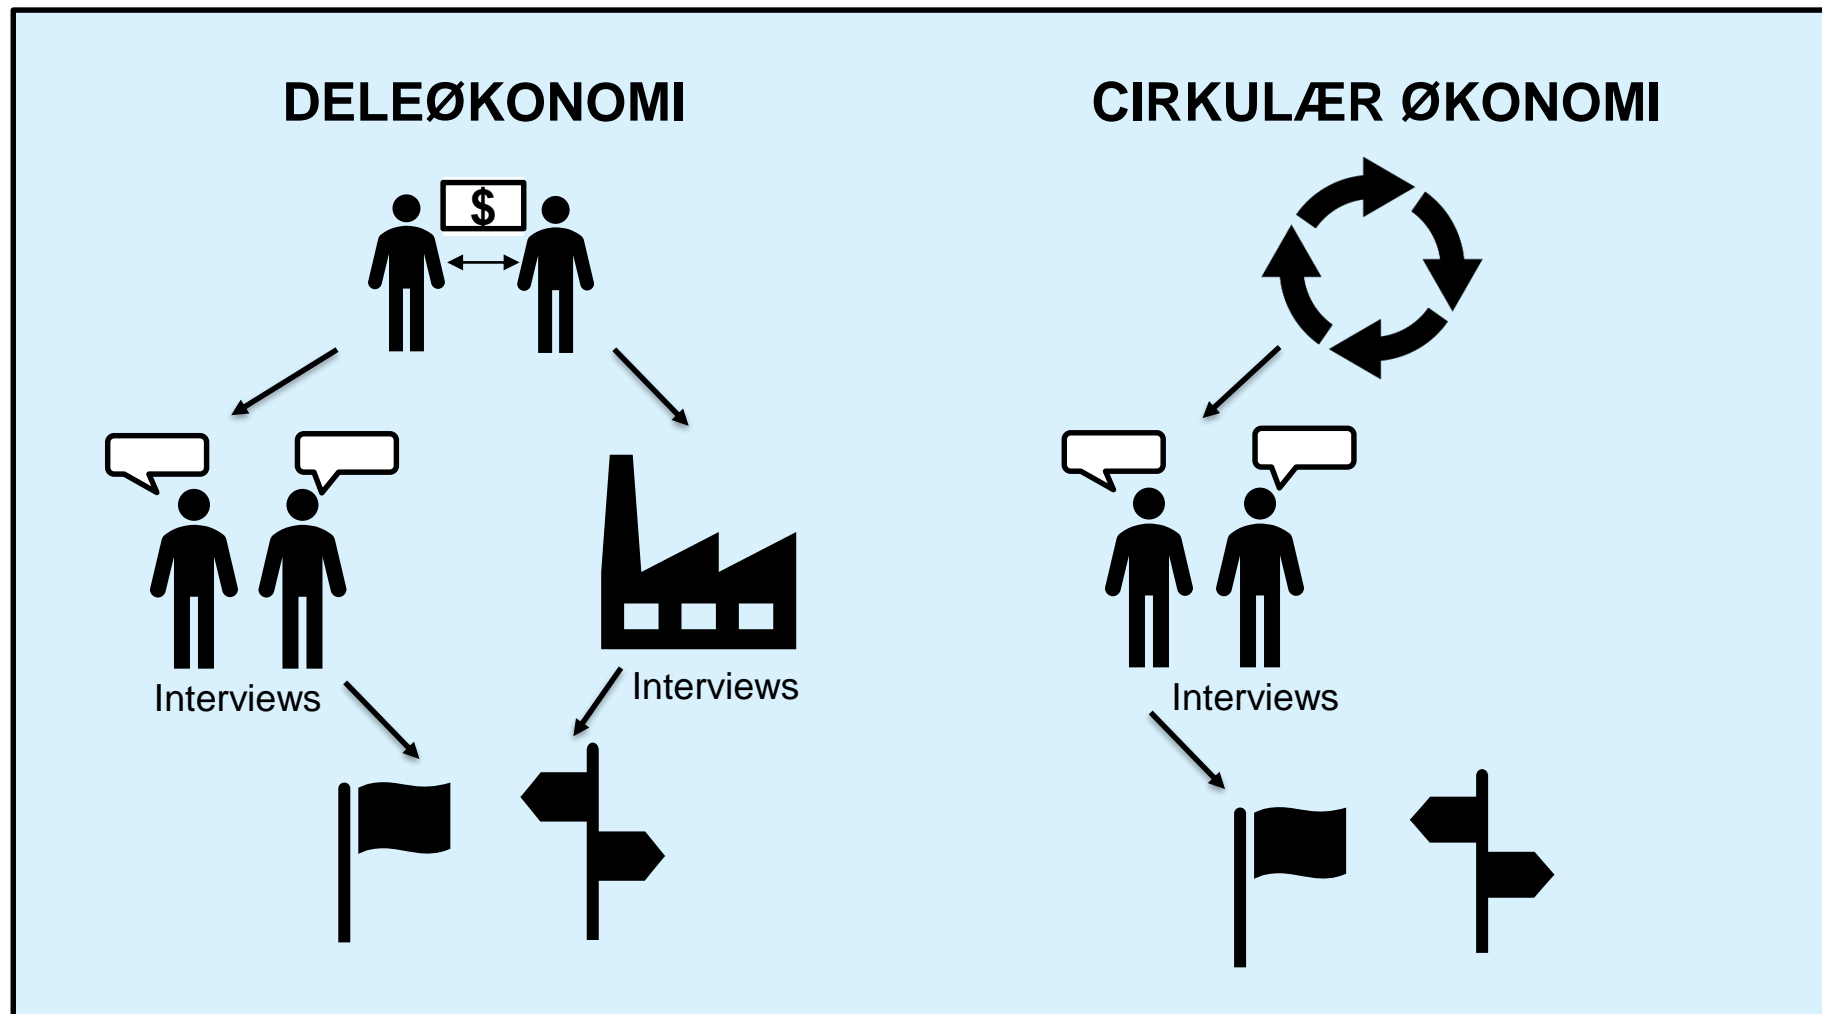 DELEØKONOMI
CIRKULÆR ØKONOMI
$
Interviews
Interviews
Interviews